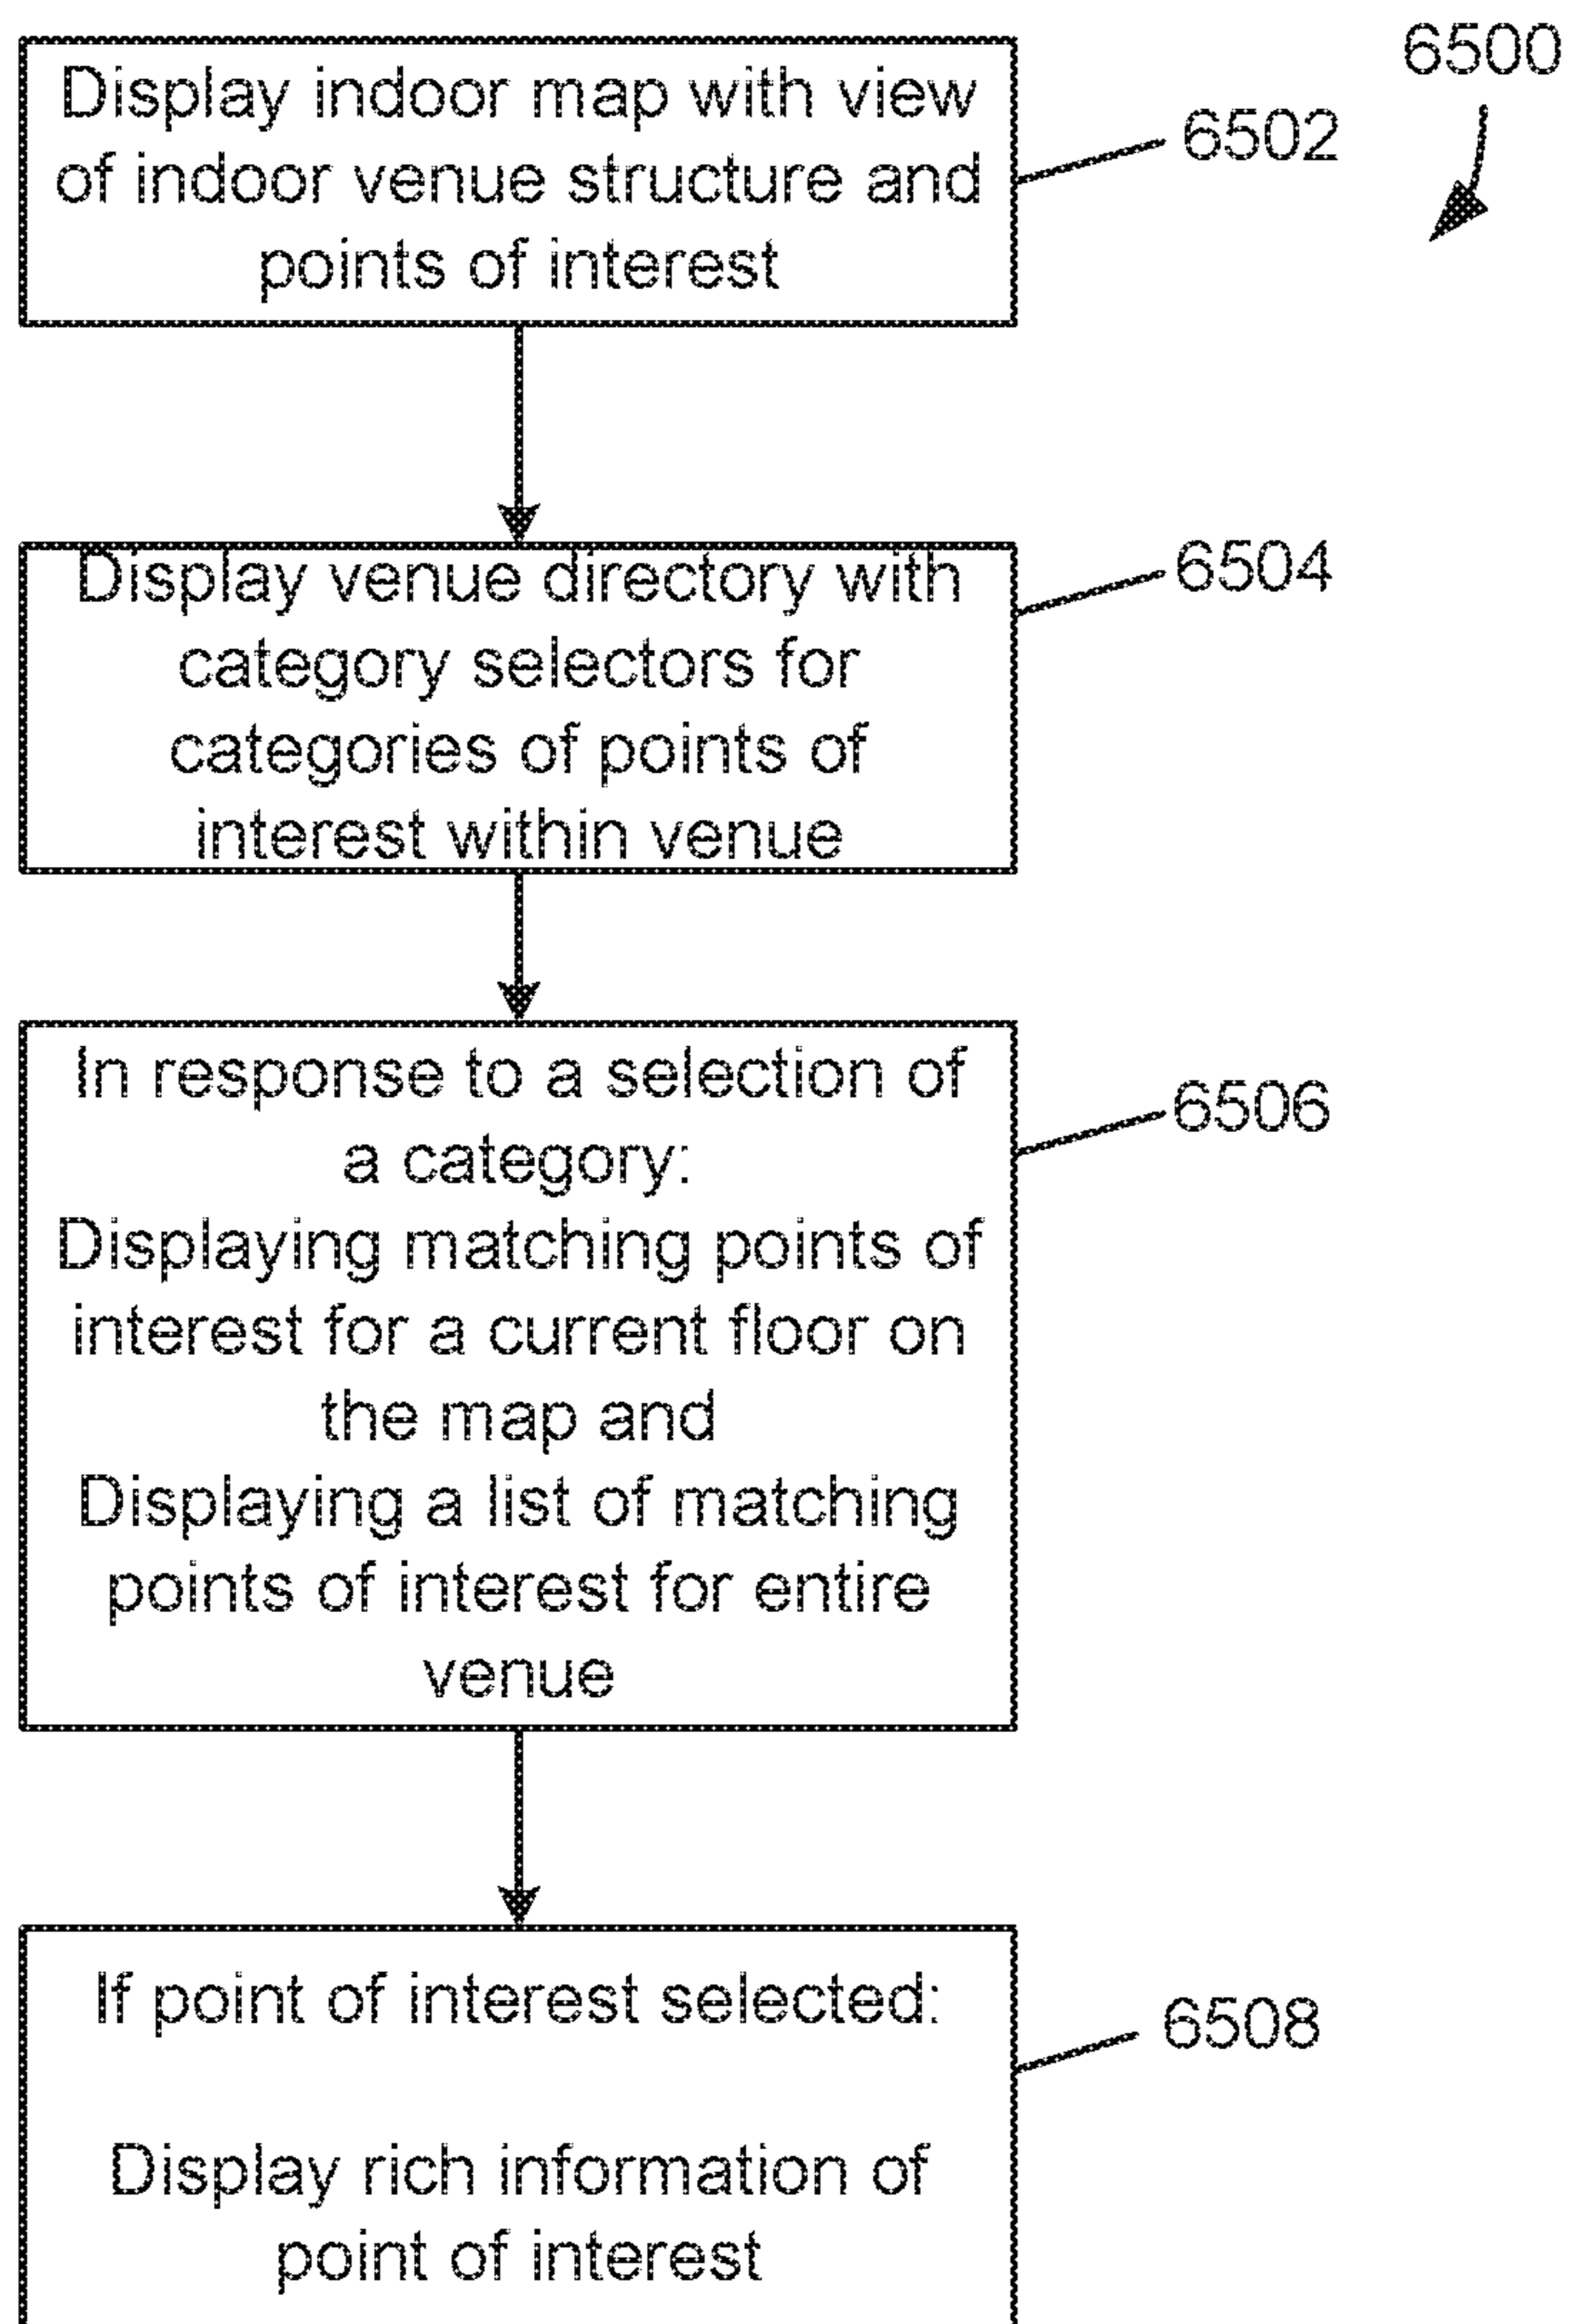 6500
Display indoor map with view
of indoor venue structure and
points of interest
6502
Display venue directory with
category selectors for
categories of points of
interest within venue
6504
In response to a selection of
a category:
Displaying matching points of
interest for a current floor on
the map and
Displaying a list of matching
points of interest for entire
venue
6506
If point of interest selected:
Display rich information of
point of interest
6508